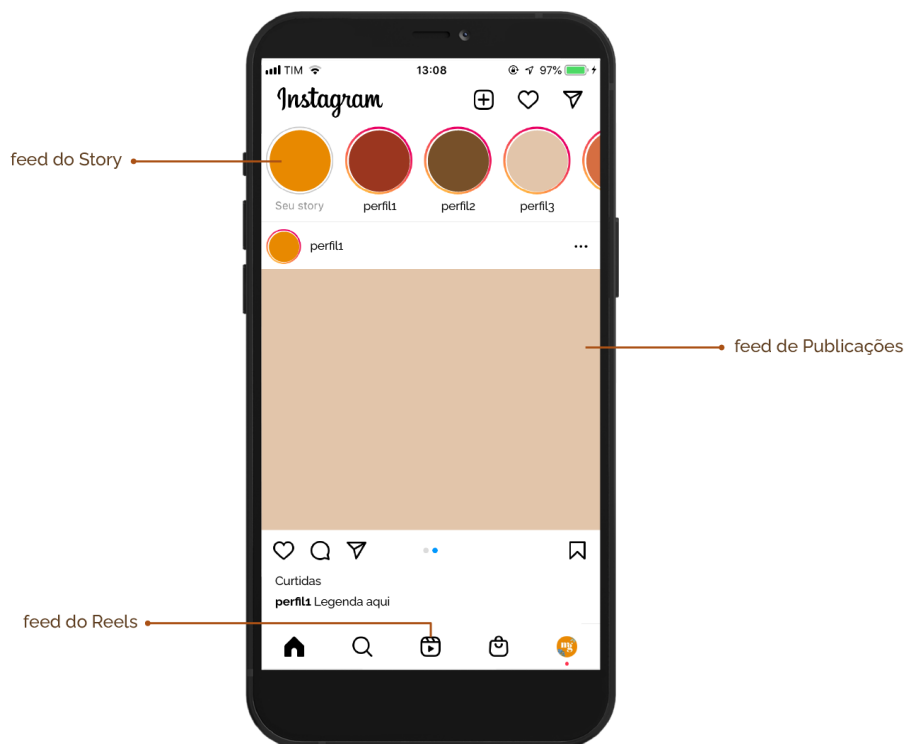 TIM 13:08 97%
Instagram
feed do Story
Seu story perfil1 perfil2 perfil3
perfil1
feed de Publicações
Curtidas
perfil1 Legenda aqui
feed do Reels
mg